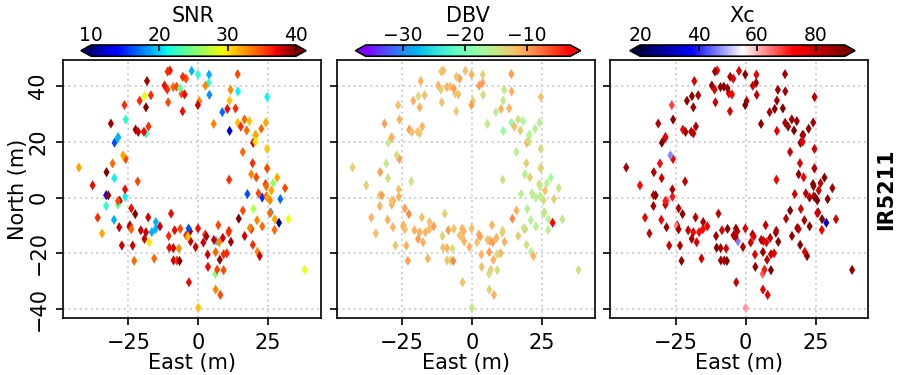 SNR DBV Xc
10 20 30 40 −30 −20 −10 20 40 60 80
40
20
0
−20
−40
North (m)
IR5211
−25 0 25 −25 0 25 −25 0 25
East (m) East (m) East (m)